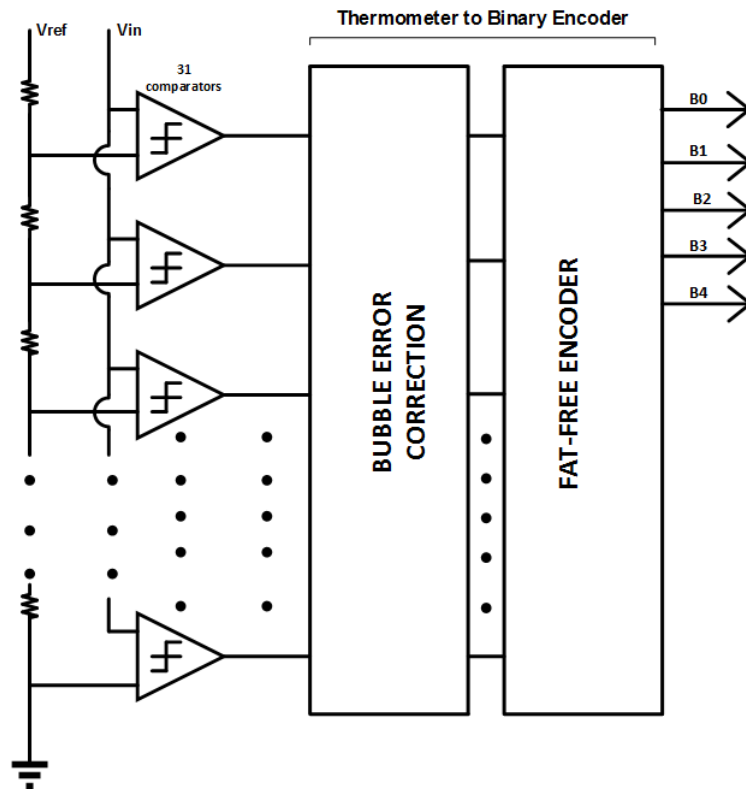 Thermometer to Binary Encoder
Vref
Vin
31
comparators
BUBBLE ERROR
CORRECTION
FAT-FREE ENCODER
B0
B1
B2
B3
B4